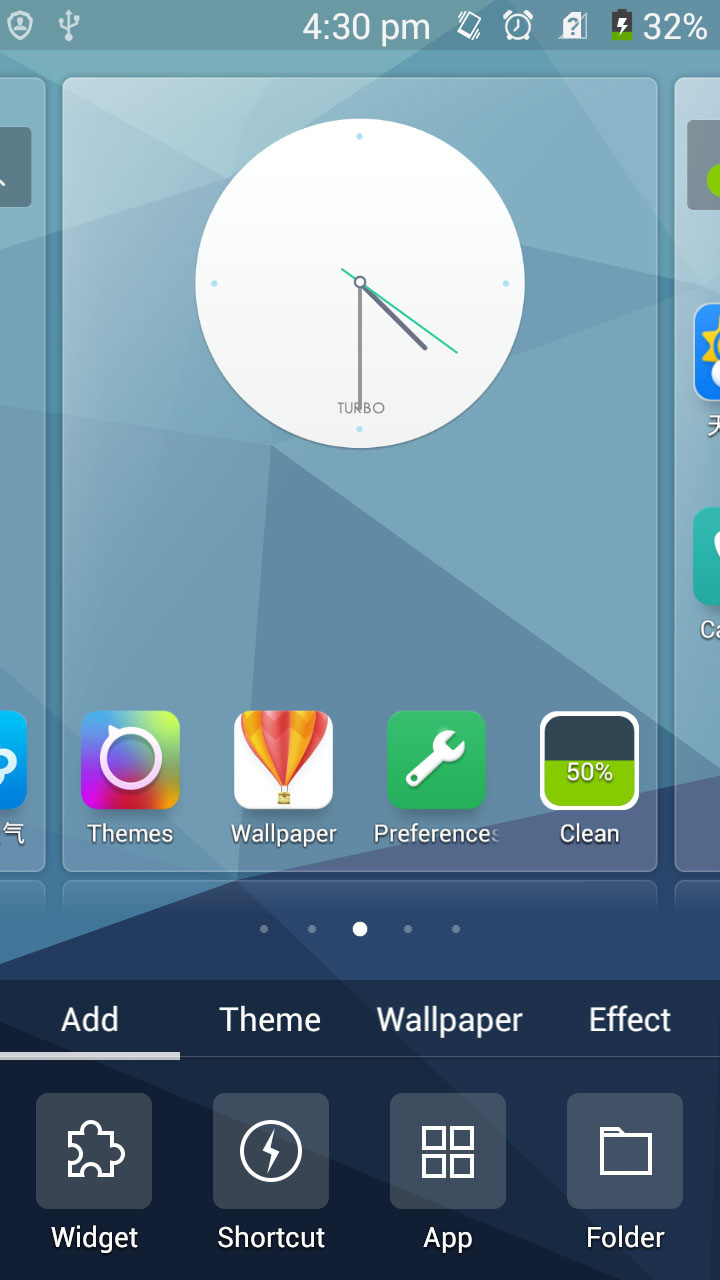 4:30 pm
32%
TURBO
天
Ca
气
Themes
Wallpaper
Preferences
50%
Clean
Add
Theme
Wallpaper
Effect
Widget
Shortcut
App
Folder